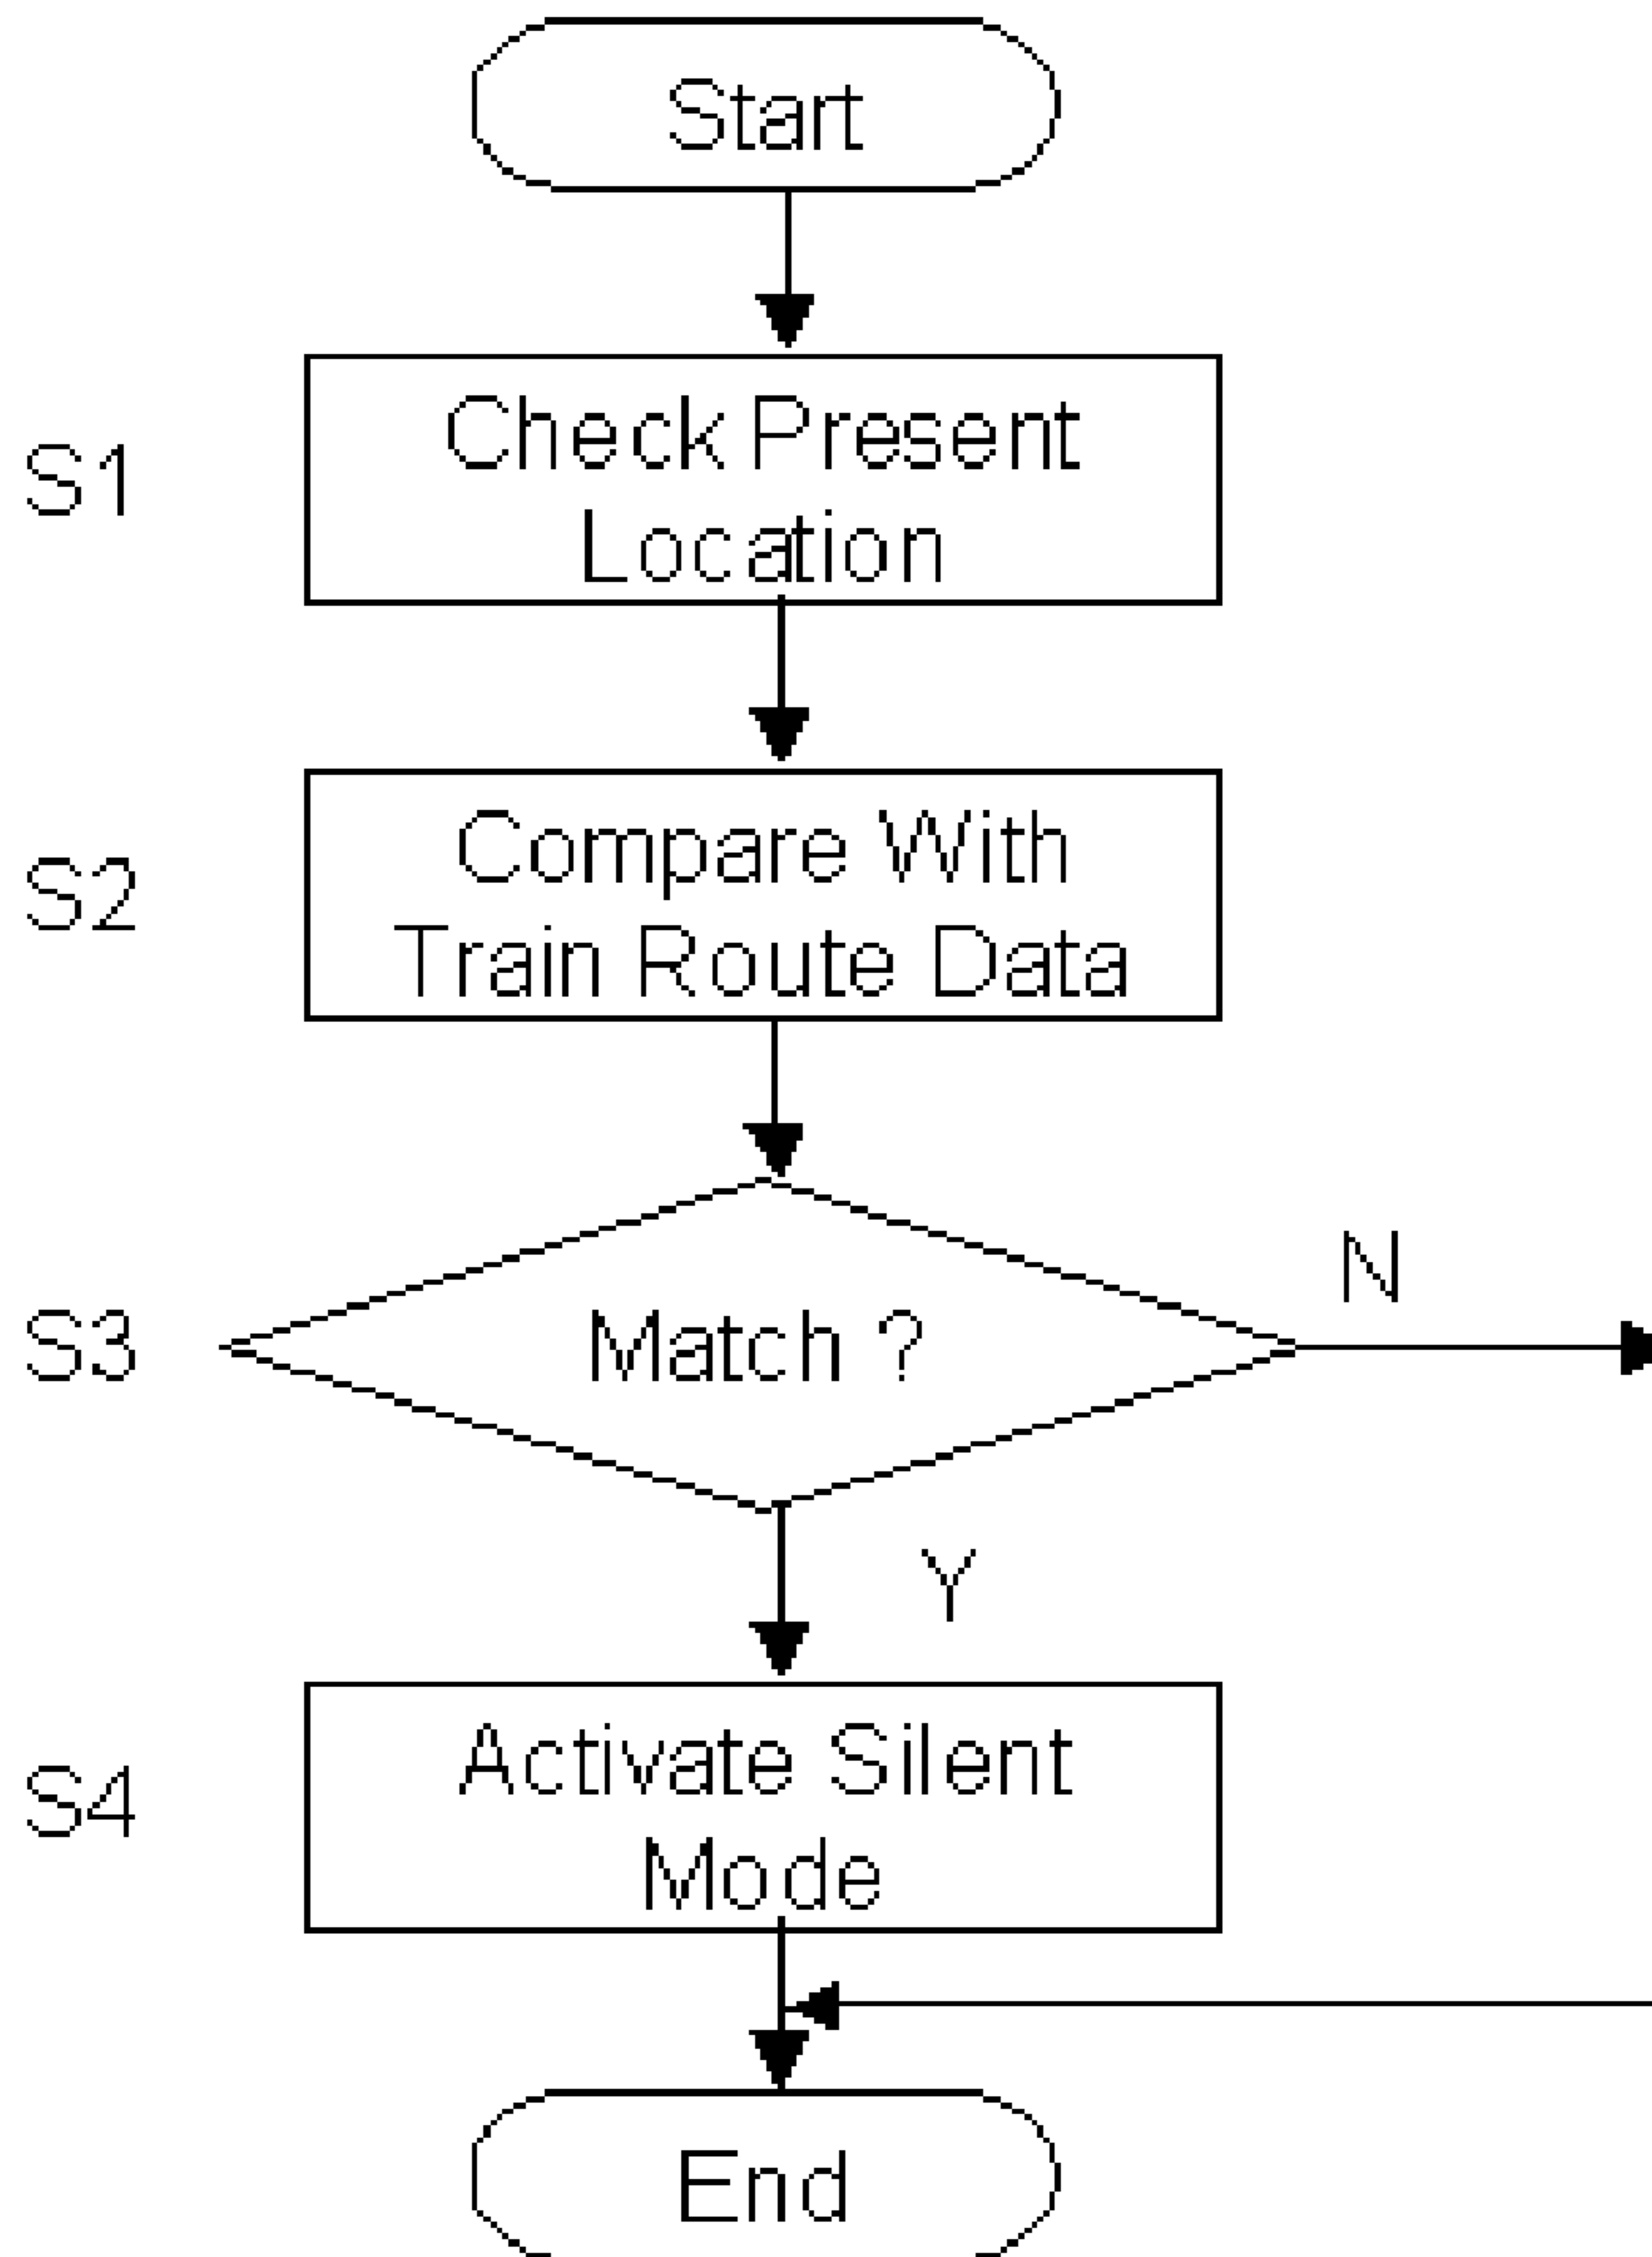 Start
S1
Check Present
Location
S2
Compare With
Train Route Data
S3
Match ?
N
Y
S4
Activate Silent
Mode
End